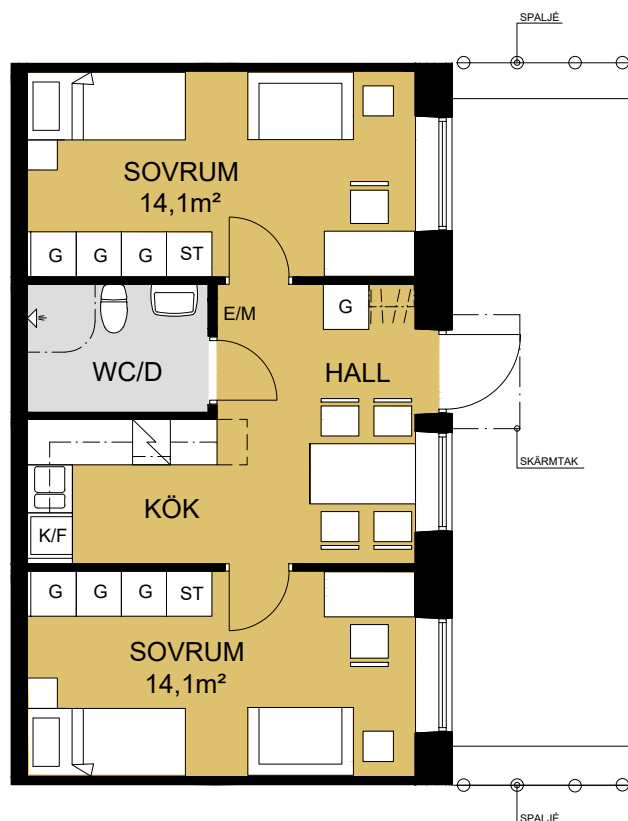 SPALJÉ
SOVRUM
14,1m²
G G G ST
E/M
G
WC/D
HALL
SKÄRMTAK
KÖK
K/F
G G G ST
SOVRUM
14,1m²
SPALJÉ